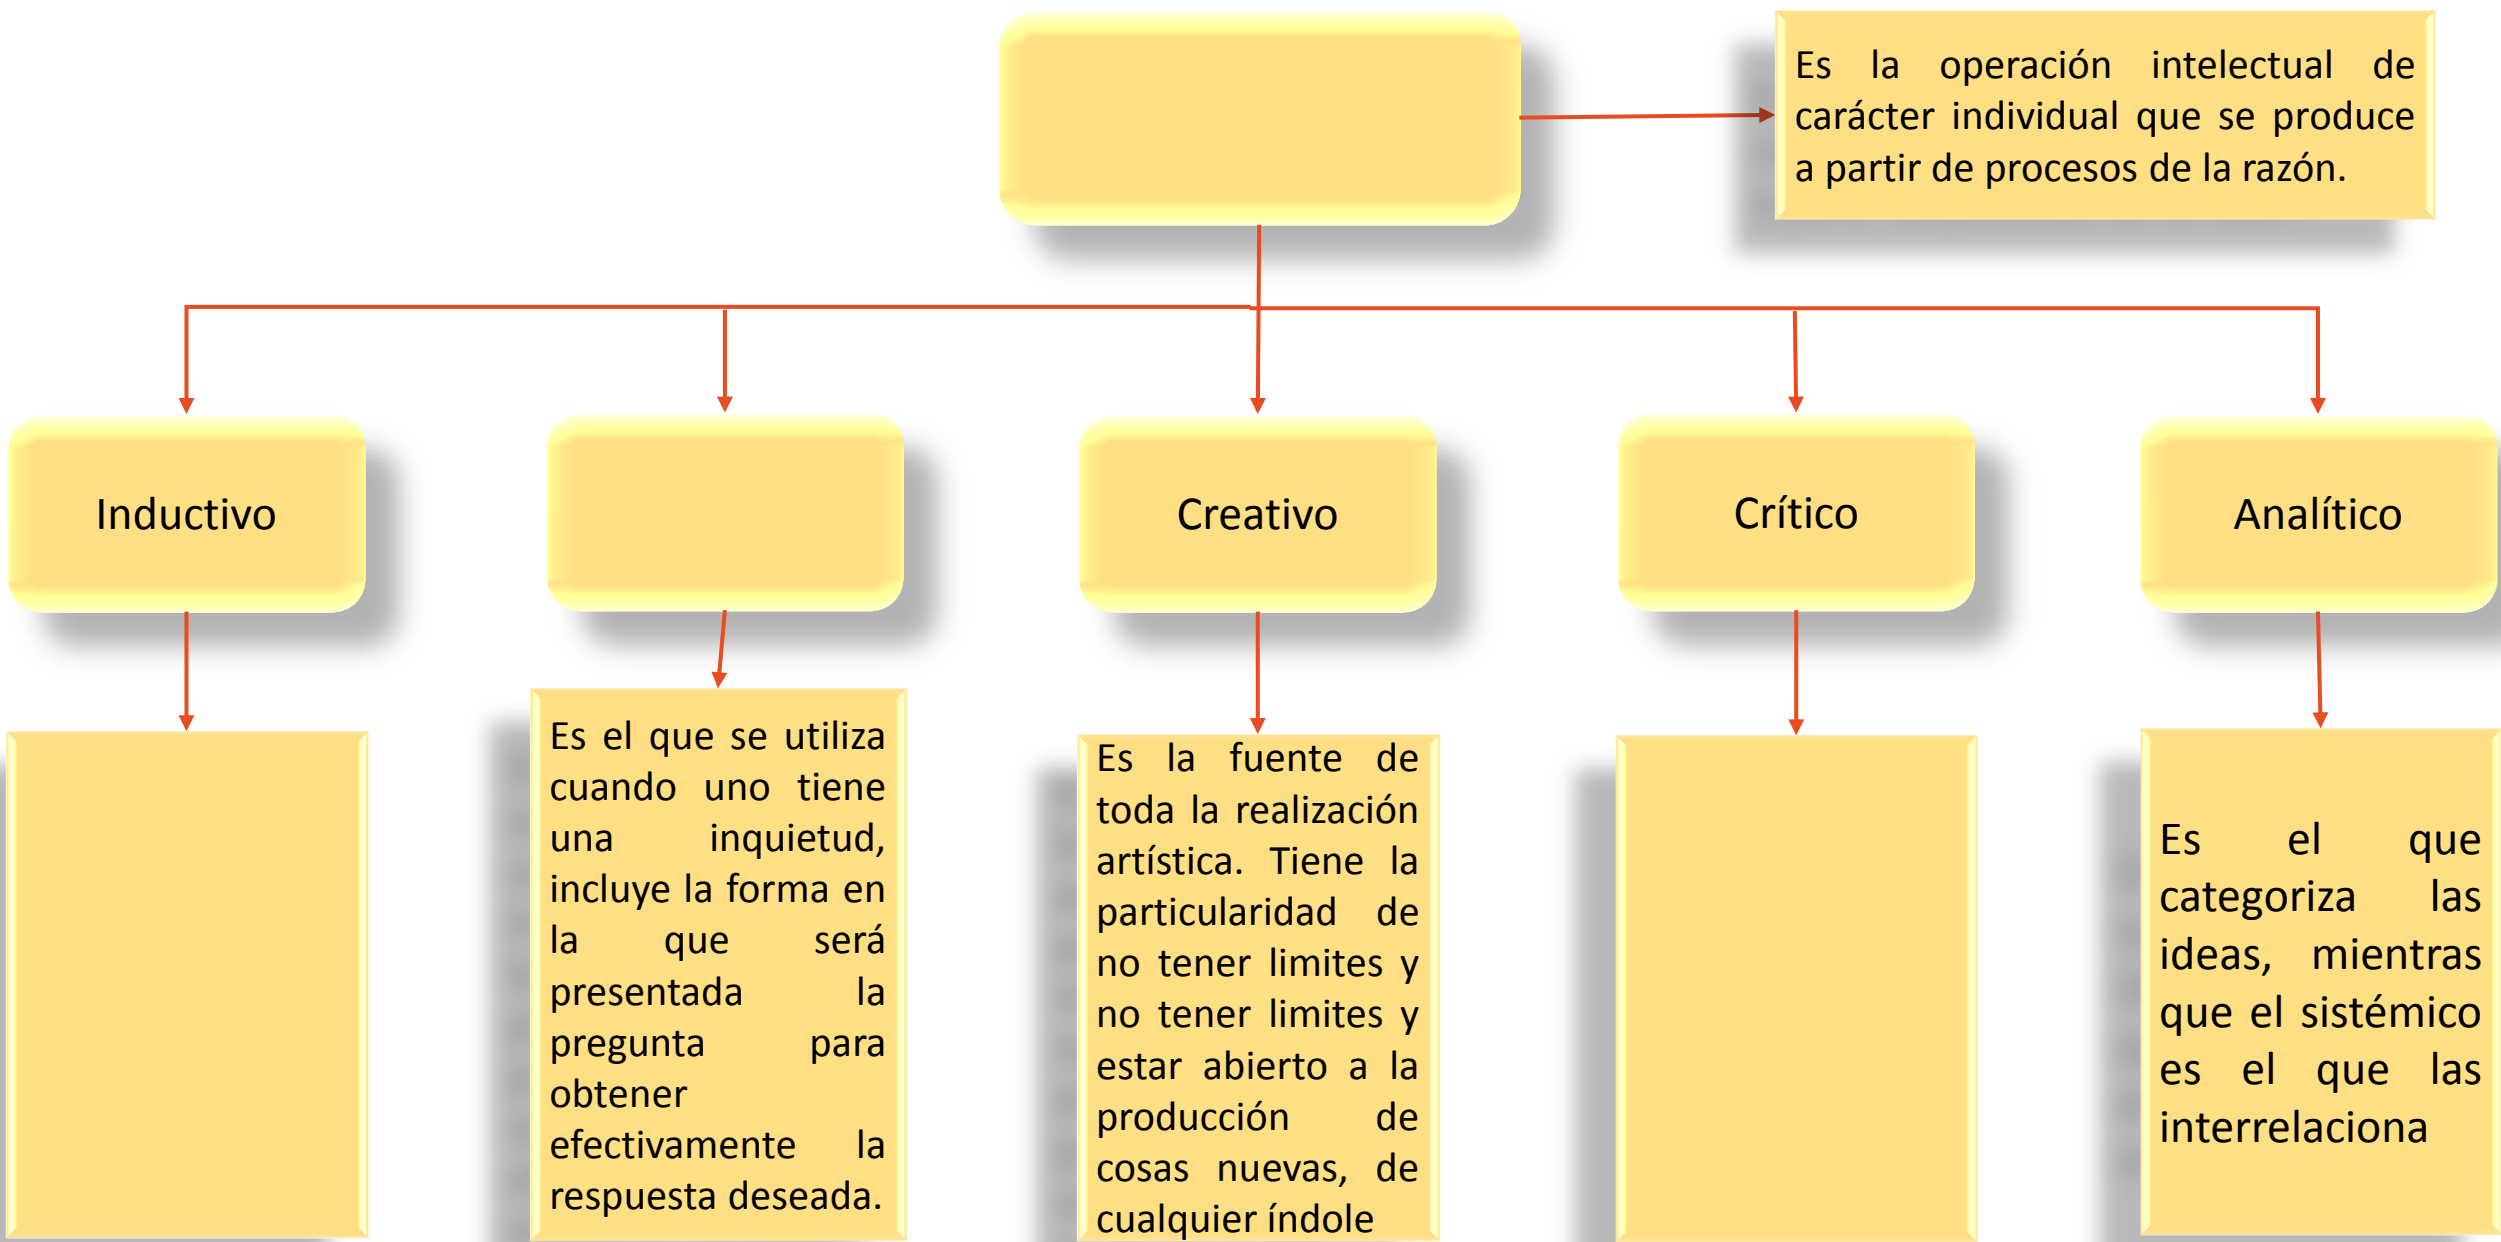 Es la operación intelectual de
carácter individual que se produce
a partir de procesos de la razón.
Inductivo
Creativo
Crítico
Analítico
Es el que se utiliza
cuando uno tiene
una inquietud,
incluye la forma en
la que será
presentada la
pregunta para
obtener
efectivamente la
respuesta deseada.
Es la fuente de
toda la realización
artística. Tiene la
particularidad de
no tener limites y
no tener limites y
estar abierto a la
producción de
cosas nuevas, de
cualquier índole
Es el que
categoriza las
ideas, mientras
que el sistémico
es el que las
interrelaciona